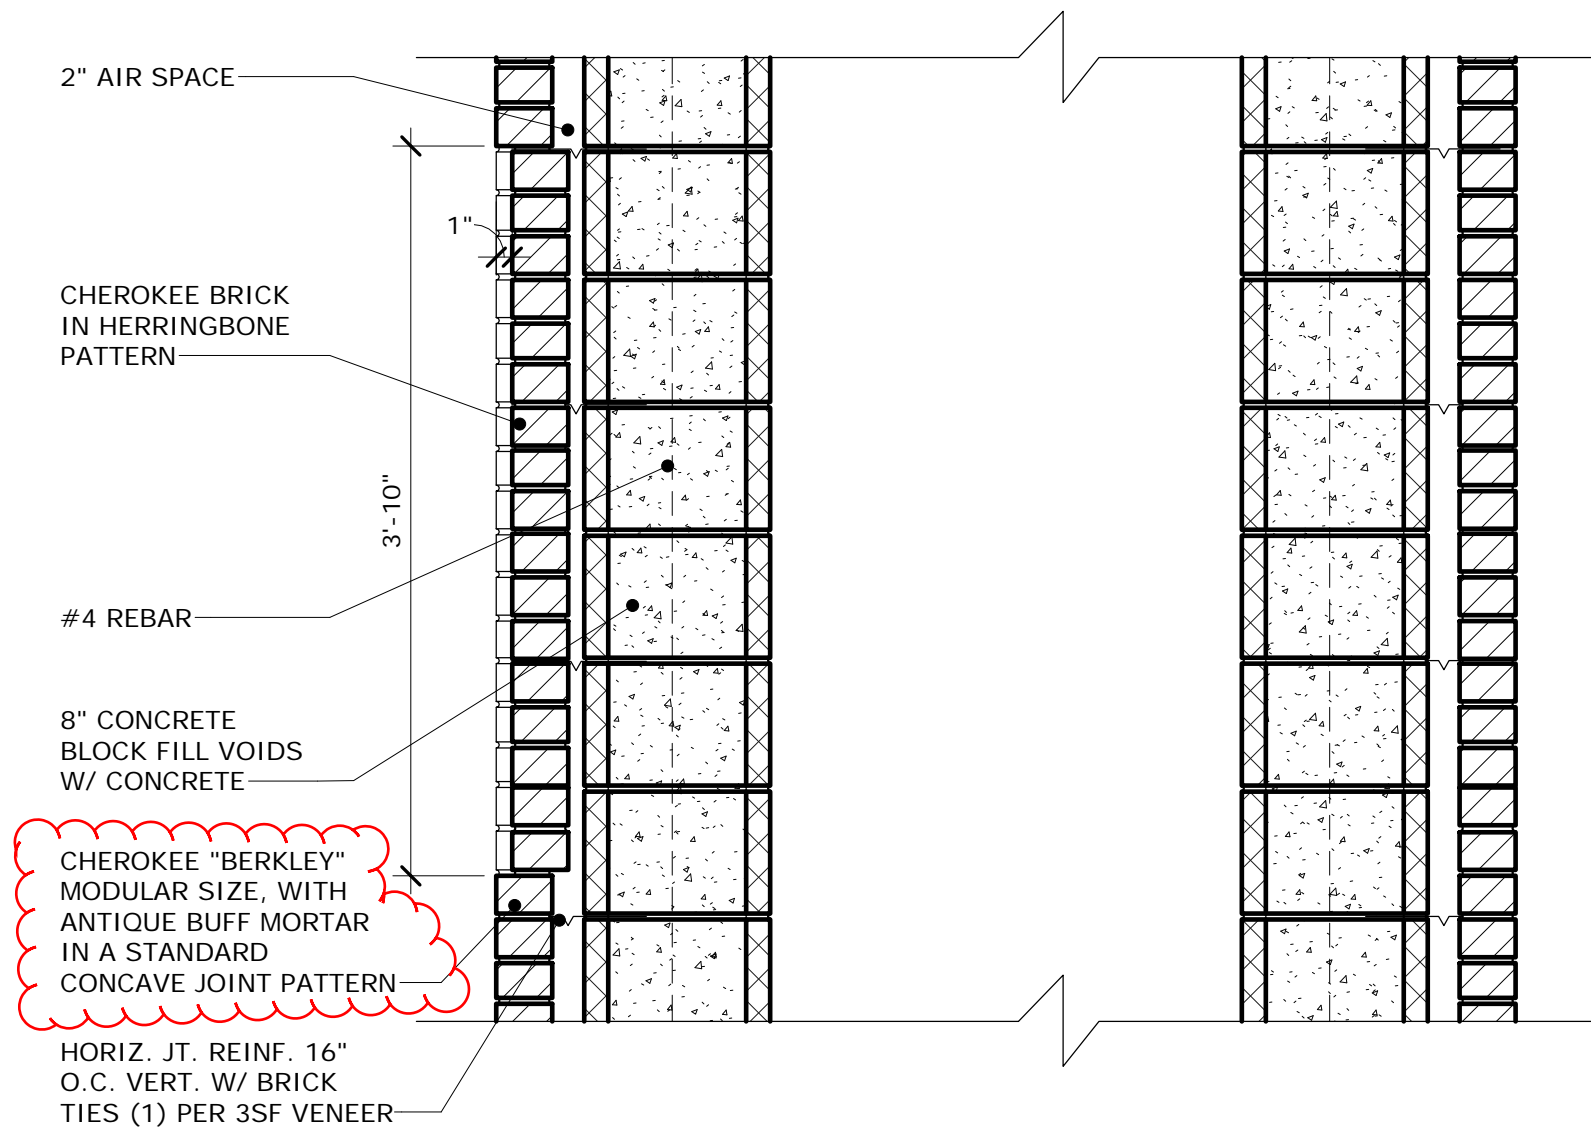 2" AIR SPACE
1"
CHEROKEE BRICK
IN HERRINGBONE
PATTERN
3'-10"
#4 REBAR
8" CONCRETE
BLOCK FILL VOIDS
W/ CONCRETE
CHEROKEE "BERKLEY"
MODULAR SIZE, WITH
ANTIQUE BUFF MORTAR
IN A STANDARD
CONCAVE JOINT PATTERN
HORIZ. JT. REINF. 16"
O.C. VERT. W/ BRICK
TIES (1) PER 3SF VENEER